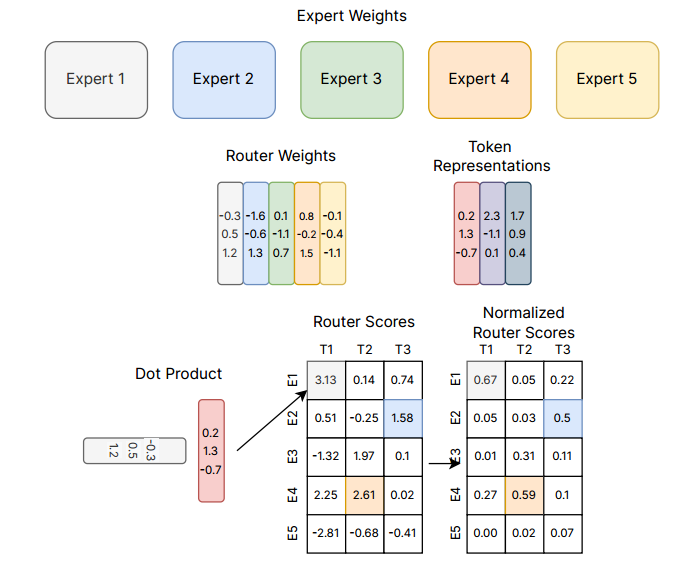 Expert Weights
Expert 1 Expert 2 Expert 3 Expert 4 Expert 5
Router Weights
Token
Representations
-0.3 -1.6 0.1 0.8 -0.1
0.5 -0.6 -1.1 -0.2 -0.4
1.2 1.3 0.7 1.5 -1.1
0.2 2.3 1.7
1.3 -1.1 0.9
-0.7 0.1 0.4
Dot Product
1.2 0.5 -0.3
0.2
1.3
-0.7
Router Scores
T1 T2 T3
E1 3.13 0.14 0.74
E2 0.51 -0.25 1.58
E3 -1.32 1.97 0.1
E4 2.25 2.61 0.02
E5 -2.81 -0.68 -0.41
Normalized
Router Scores
T1 T2 T3
E1 0.67 0.05 0.22
E2 0.05 0.03 0.5
E3 0.01 0.31 0.11
E4 0.27 0.59 0.1
E5 0.00 0.02 0.07